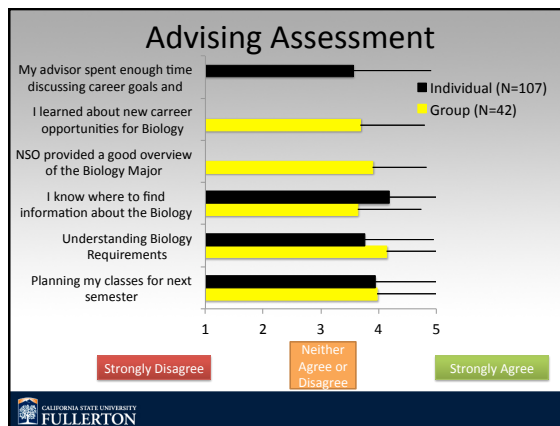 Advising Assessment
My advisor spent enough time
discussing career goals and
I learned about new carreer
opportunities for Biology
NSO provided a good overview
of the Biology Major
I know where to find
information about the Biology
Understanding Biology
Requirements
Planning my classes for next
semester
Individual (N=107)
Group (N=42)
1 2 3 4 5
Strongly Disagree
Neither
Agree or
Disagree
Strongly Agree
CALIFORNIA STATE UNIVERSITY
FULLERTON